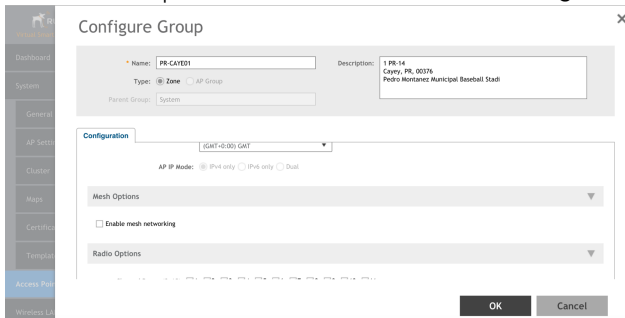 Configure Group
* Name: PR-CAYE01
Description: 1 PR-14
Cayey, PR, 00376
Pedro Montanez Municipal Baseball Stadi
Type: Zone AP Group
Parent Group: System
Configuration
(GMT+0:00) GMT
AP IP Mode: IPv4 only IPv6 only Dual
Mesh Options
Enable mesh networking
Radio Options
OK Cancel
Dashboard
System
General
AP Setti
Cluster
Maps
Certifica
Templat
Access Poin
Wireless LA